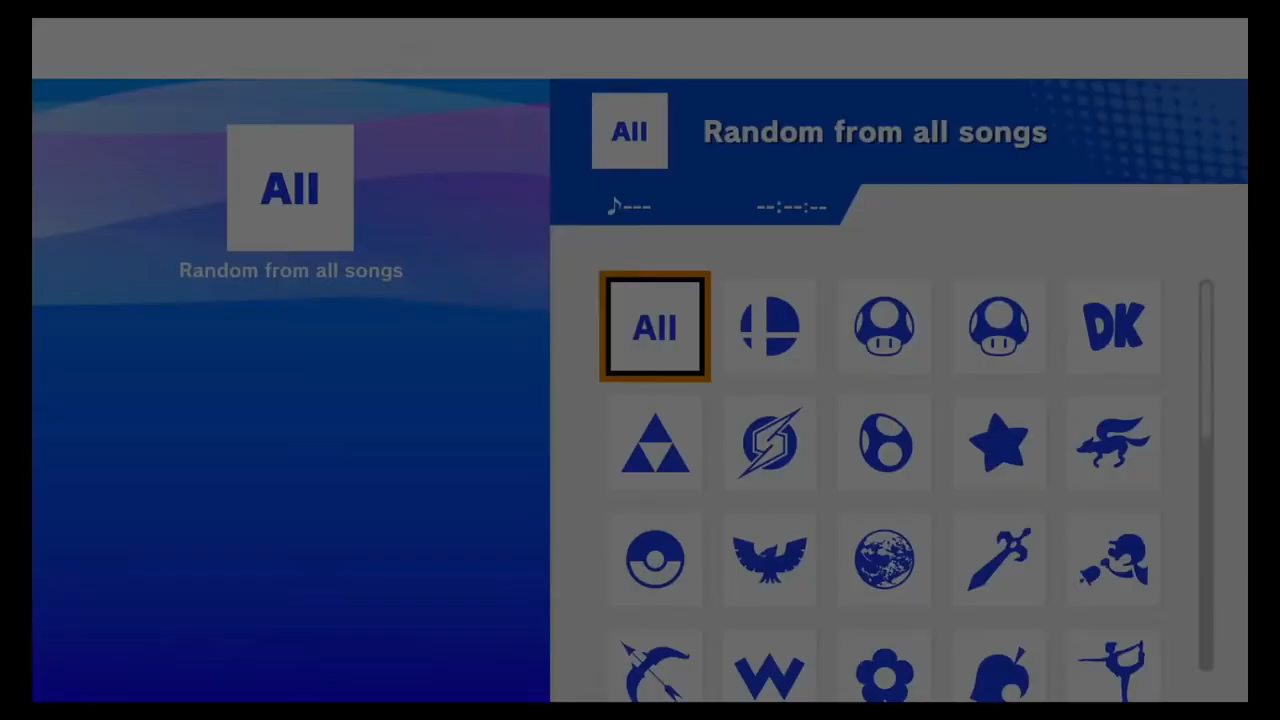 All
Random from all songs
All
Random from all songs
♪---
--:--:--
All
DK
W